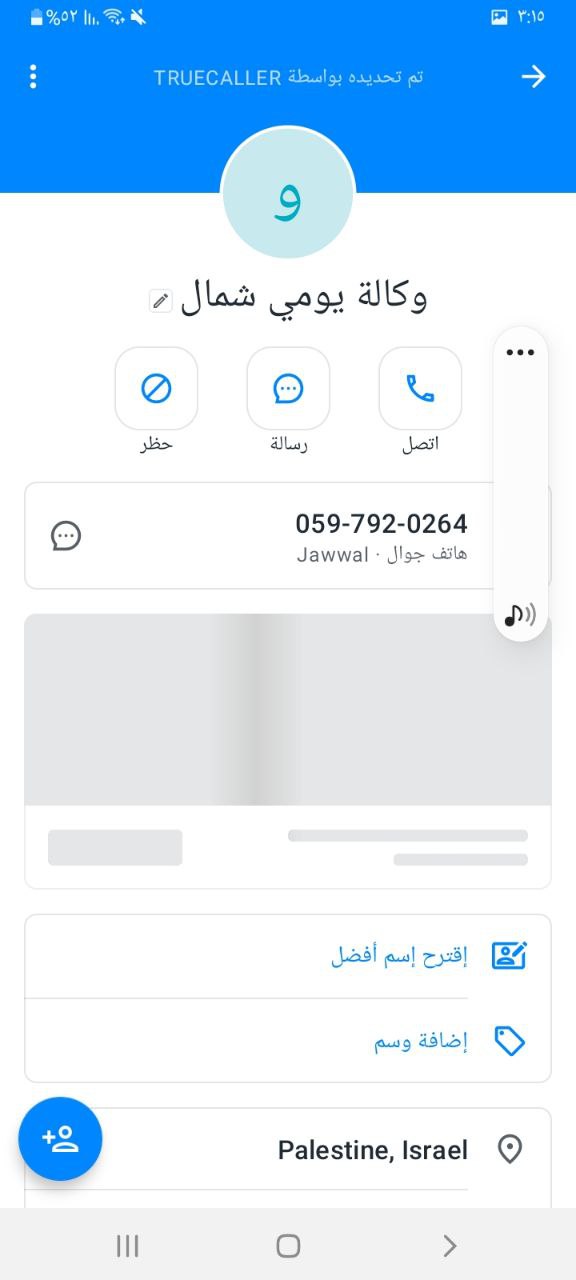 %٥٢ ٣:١٥
تم تحديده بواسطة TRUECALLER
و
وكالة يومي شمال
اتصل
رسالة
حظر
059-792-0264
هاتف جوال · Jawwal
إقترح إسم أفضل
إضافة وسم
Palestine, Israel